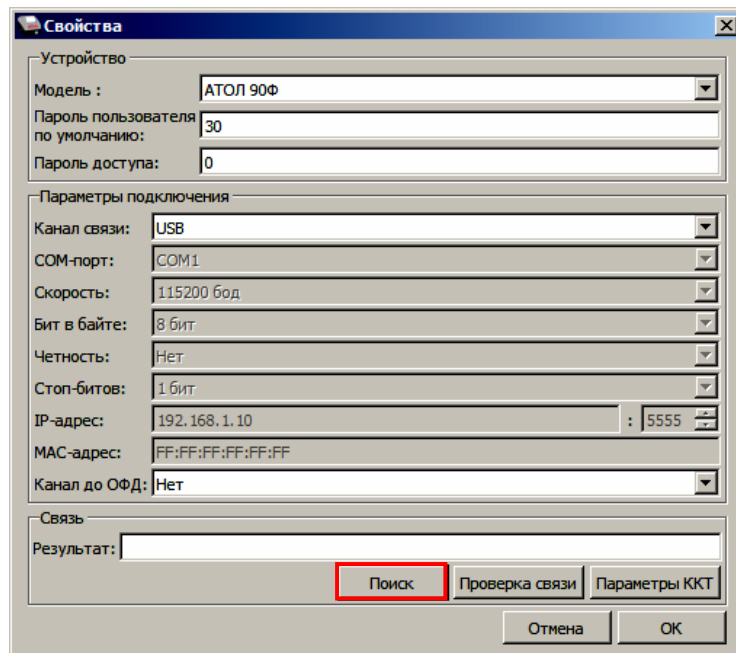 Свойства
Устройство
Модель : АТОЛ 90Ф
Пароль пользователя
по умолчанию: 30
Пароль доступа: 0
Параметры подключения
Канал связи: USB
COM-порт: COM1
Скорость: 115200 бод
Бит в байте: 8 бит
Четность: Нет
Стоп-битов: 1 бит
IP-адрес: 192.168.1.10 : 5555
MAC-адрес: FF:FF:FF:FF:FF:FF
Канал до ОФД: Нет
Связь
Результат:
Поиск Проверка связи Параметры ККТ
Отмена OK